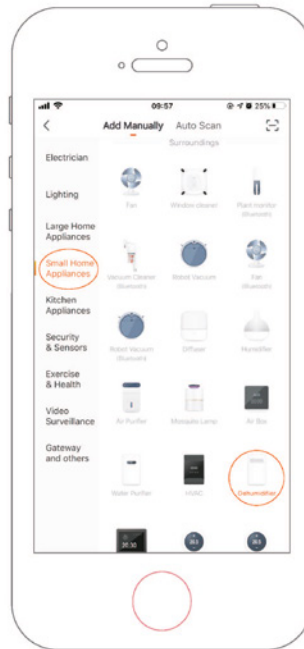 09:57
25%
Add Manually Auto Scan
Surroundings
Electrician
Lighting
Large Home
Appliances
Small Home
Appliances
Kitchen
Appliances
Security
& Sensors
Exercise
& Health
Video
Surveillance
Gateway
and others
Fan
Window cleaner
Plant monitor
(Bluetooth)
Vacuum Cleaner
(Bluetooth)
Robot Vacuum
Fan
(Bluetooth)
Robot Vacuum
(Bluetooth)
Diffuser
Humidifier
Air Purifier
Mosquito Lamp
Air Box
Water Purifier
HVAC
Dehumidifier